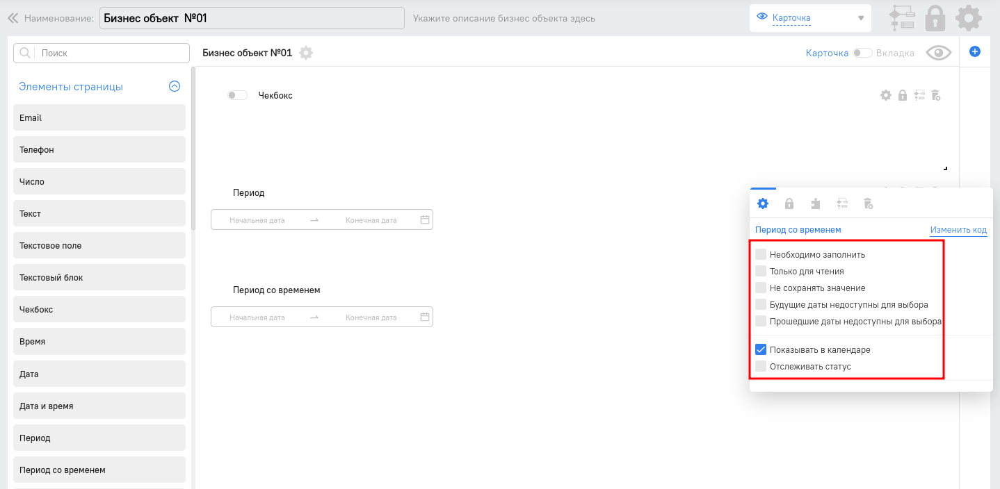 Наименование: Бизнес объект №01 Укажите описание бизнес объекта здесь Карточка
Поиск
Бизнес объект №01
Карточка Вкладка
Элементы страницы
Email
Телефон
Число
Текст
Текстовое поле
Текстовый блок
Чекбокс
Время
Дата
Дата и время
Период
Период со временем
Чекбокс
Период
Начальная дата → Конечная дата
Период со временем
Начальная дата → Конечная дата
Период со временем Изменить код
Необходимо заполнить
Только для чтения
Не сохранять значение
Будущие даты недоступны для выбора
Прошедшие даты недоступны для выбора
Показывать в календаре
Отслеживать статус